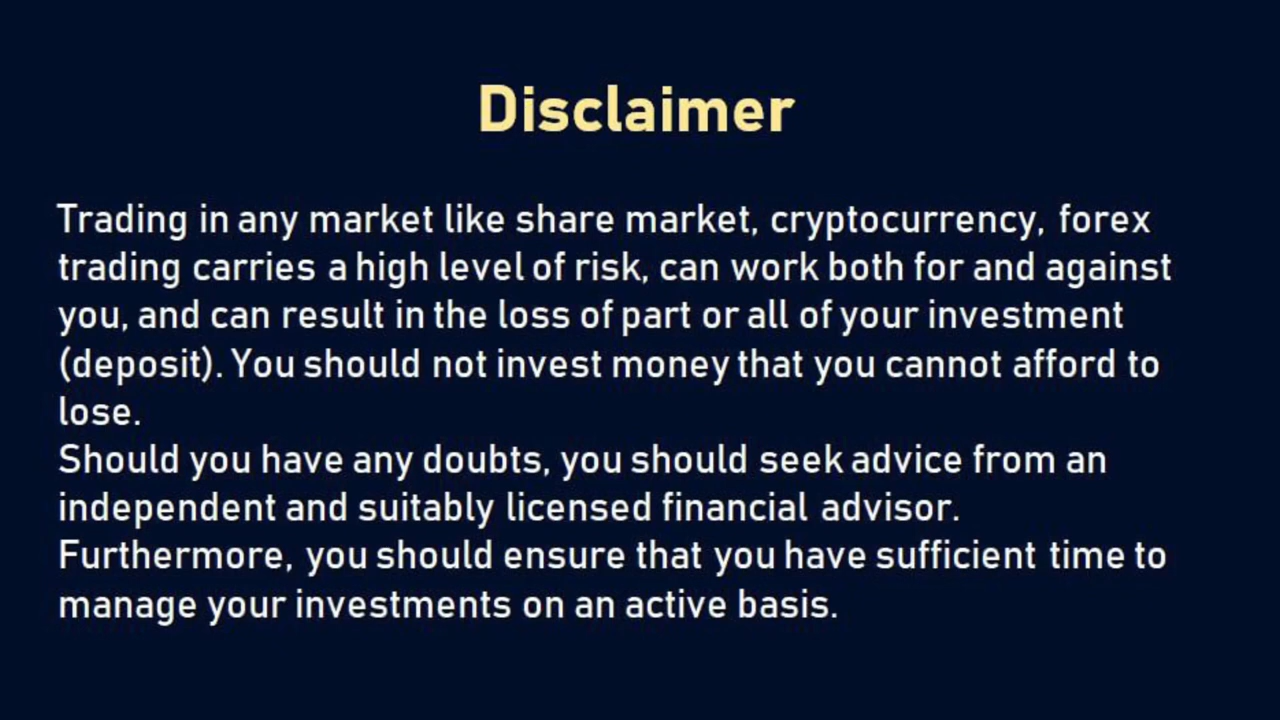 Disclaimer
Trading in any market like share market, cryptocurrency, forex
trading carries a high level of risk, can work both for and against
you, and can result in the loss of part or all of your investment
(deposit). You should not invest money that you cannot afford to
lose.
Should you have any doubts, you should seek advice from an
independent and suitably licensed financial advisor.
Furthermore, you should ensure that you have sufficient time to
manage your investments on an active basis.